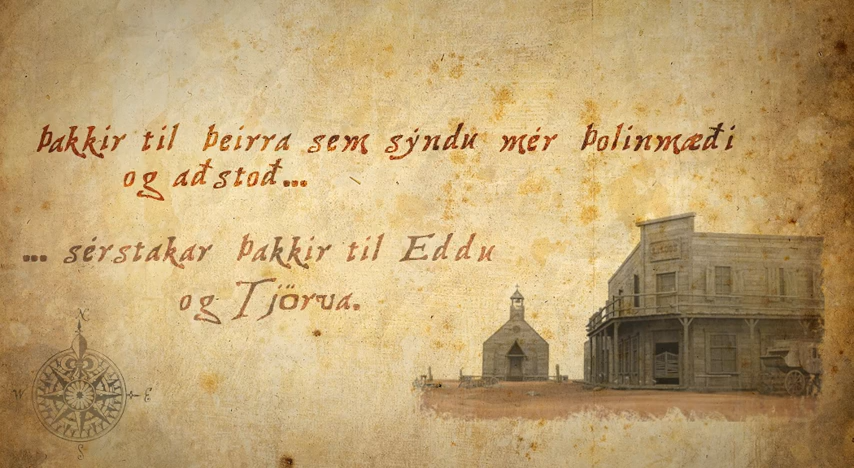 Þakkir til þeirra sem sýndu mér þolinmæði
og aðstoð...
... sérstakar þakkir til Eddu
og Tjörva.
N
W E
S